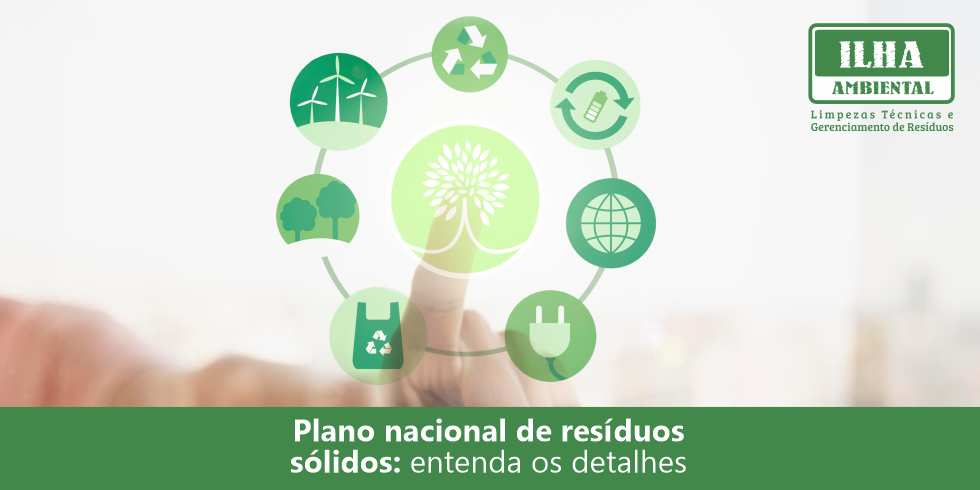 ILHA
AMBIENTAL
Limpezas Técnicas e
Gerenciamento de Resíduos
Plano nacional de resíduos
sólidos: entenda os detalhes